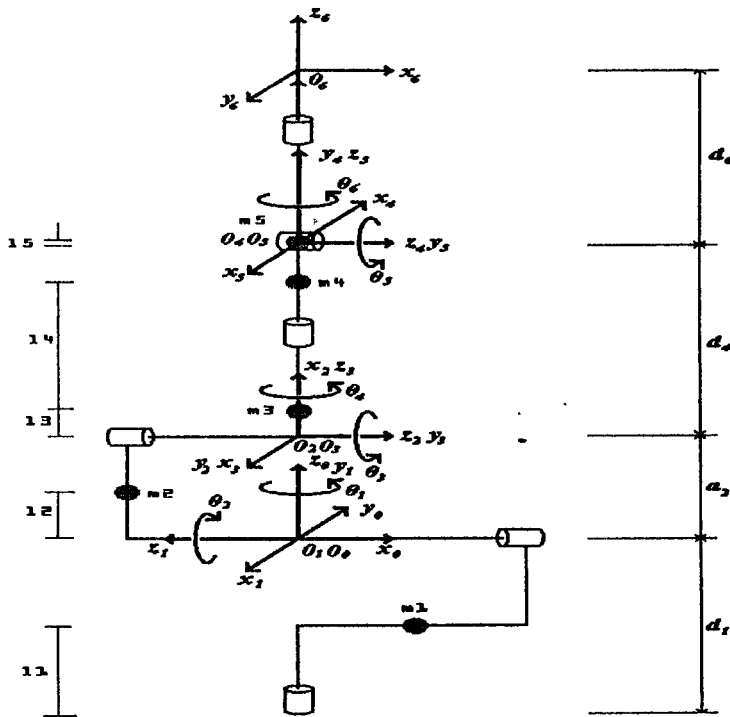 z₆
x₆
O₆
y₆
d₆
y₄ z₅
θ₆
x₄
m5
15
O₄O₅
z₄ y₅
x₅
θ₅
m4
14
d₄
x₂ z₃
θ₄
m3
13
O₂O₃
z₂ y₃
y₂ x₃
z₀ y₁
θ₃
m2
θ₂
θ₁
a₂
12
y₀
z₁
O₁O₀
x₀
x₁
m1
d₁
11